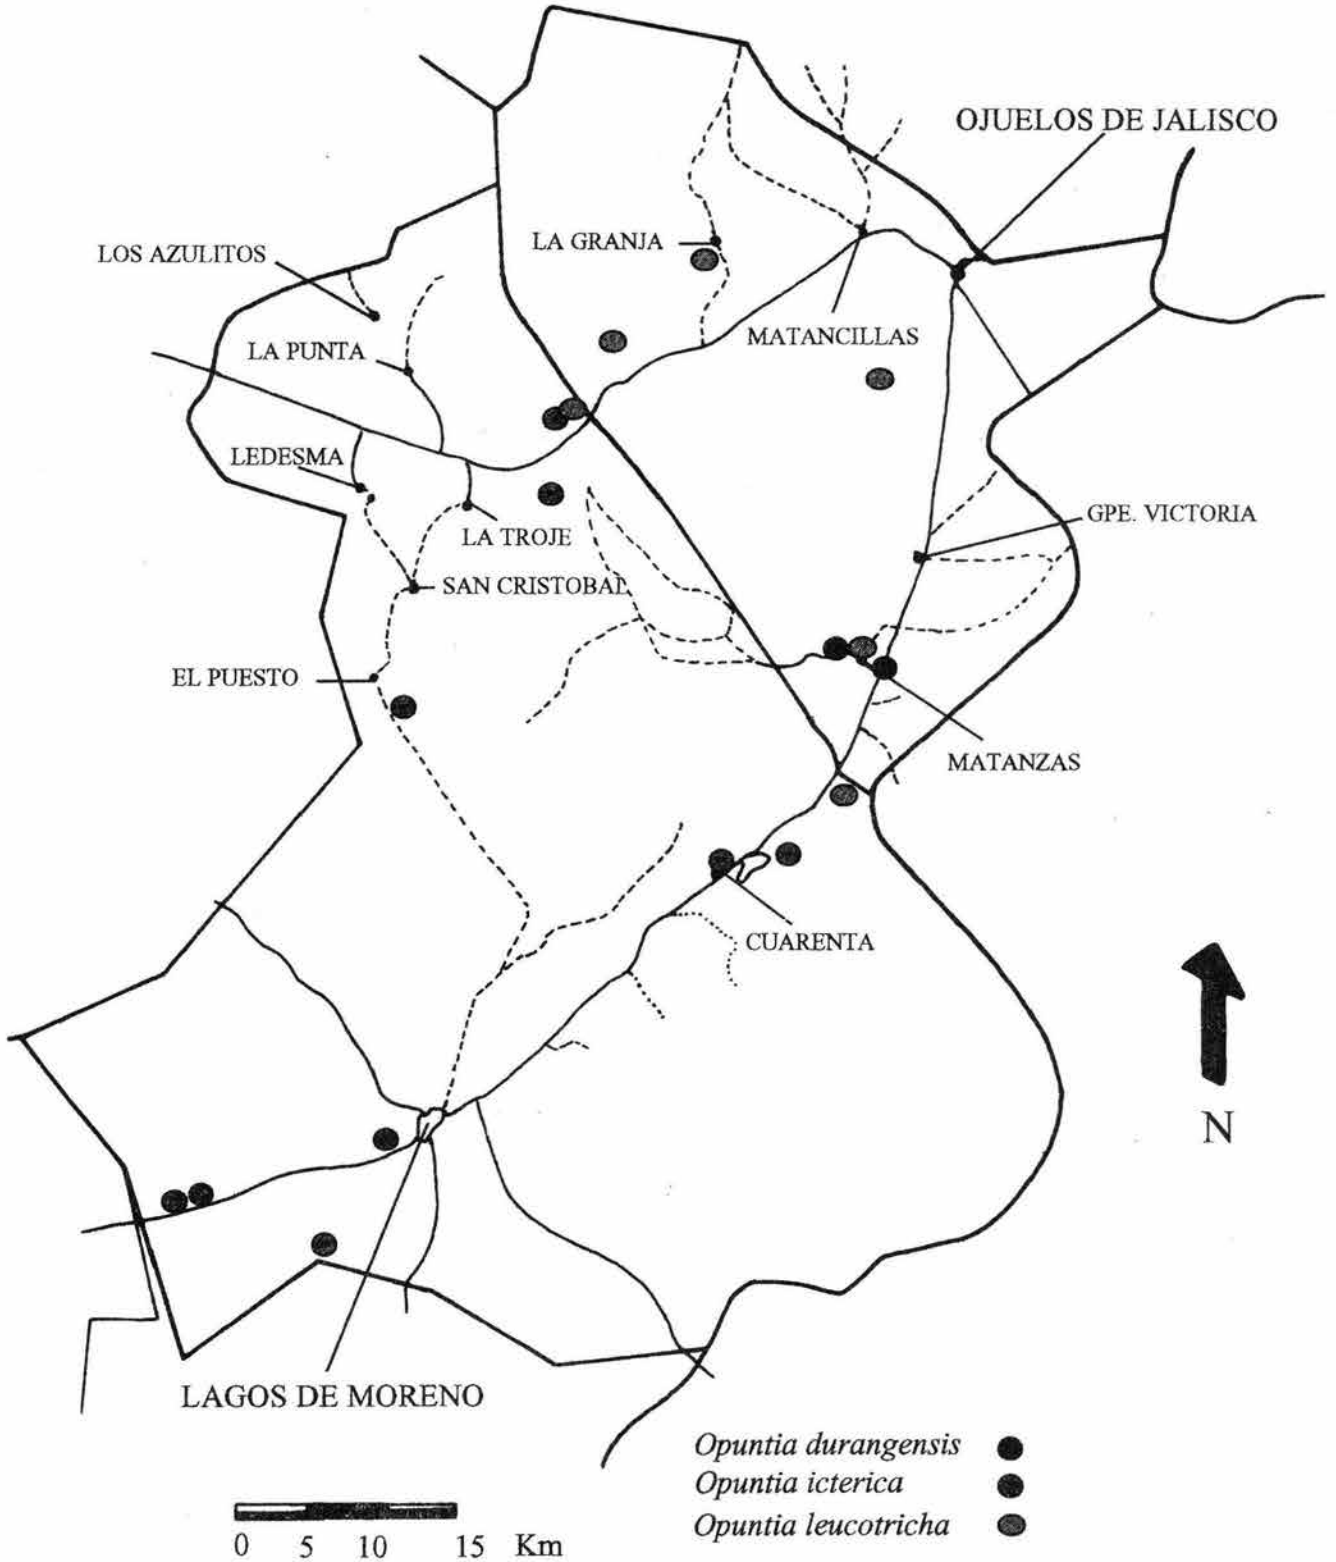 OJUELOS DE JALISCO
LA GRANJA
LOS AZULITOS
MATANCILLAS
LA PUNTA
LEDESMA
GPE. VICTORIA
LA TROJE
SAN CRISTOBAL
EL PUESTO
MATANZAS
CUARENTA
N
LAGOS DE MORENO
Opuntia durangensis
Opuntia icterica
Opuntia leucotricha
0 5 10 15 Km